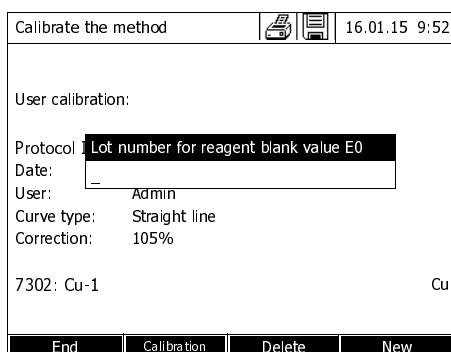 Calibrate the method 16.01.15 9:52
User calibration:
Protocol I
Lot number for reagent blank value E0
Date:
_
User: Admin
Curve type: Straight line
Correction: 105%
7302: Cu-1 Cu
End Calibration Delete New